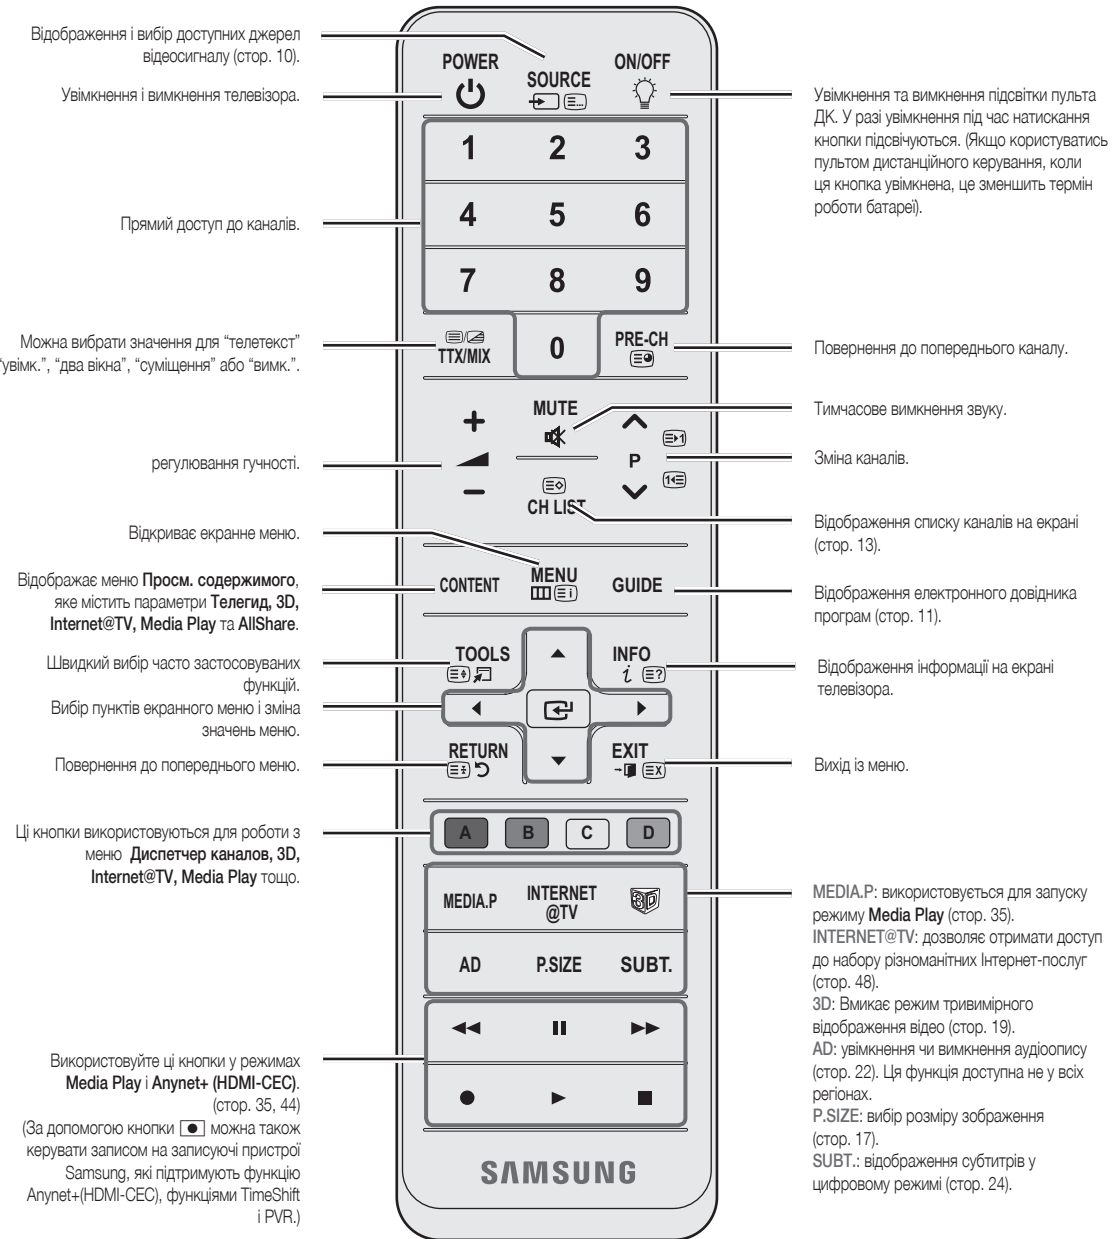 Відображення і вибір доступних джерел
відеосигналу (стор. 10).
Увімкнення і вимкнення телевізора.
Прямий доступ до каналів.
Можна вибрати значення для “телетекст”
“увімк.”, “два вікна”, “суміщення” або “вимк.”.
регулювання гучності.
Відкриває екранне меню.
Відображає меню Просм. содержимого,
яке містить параметри Телегид, 3D,
Internet@TV, Media Play та AllShare.
Швидкий вибір часто застосовуваних
функцій.
Вибір пунктів екранного меню і зміна
значень меню.
Повернення до попереднього меню.
Ці кнопки використовуються для роботи з
меню Диспетчер каналов, 3D,
Internet@TV, Media Play тощо.
Використовуйте ці кнопки у режимах
Media Play і Anynet+ (HDMI-CEC).
(стор. 35, 44)
(За допомогою кнопки ● можна також
керувати записом на записуючі пристрої
Samsung, які підтримують функцію
Anynet+(HDMI-CEC), функціями TimeShift
і PVR.)
POWER
SOURCE
ON/OFF
1 2 3
4 5 6
7 8 9
TTX/MIX
0
PRE-CH
MUTE
P
CH LIST
CONTENT
MENU
GUIDE
TOOLS
INFO
RETURN
EXIT
A B C D
MEDIA.P
INTERNET
@TV
3D
AD
P.SIZE
SUBT.
SAMSUNG
Увімкнення та вимкнення підсвітки пульта
ДК. У разі увімкнення під час натискання
кнопки підсвічуються. (Якщо користуватись
пультом дистанційного керування, коли
ця кнопка увімкнена, це зменшить термін
роботи батареї).
Повернення до попереднього каналу.
Тимчасове вимкнення звуку.
Зміна каналів.
Відображення списку каналів на екрані
(стор. 13).
Відображення електронного довідника
програм (стор. 11).
Відображення інформації на екрані
телевізора.
Вихід із меню.
MEDIA.P: використовується для запуску
режиму Media Play (стор. 35).
INTERNET@TV: дозволяє отримати доступ
до набору різноманітних Інтернет-послуг
(стор. 48).
3D: Вмикає режим тривимірного
відображення відео (стор. 19).
AD: увімкнення чи вимкнення аудіоопису
(стор. 22). Ця функція доступна не у всіх
регіонах.
P.SIZE: вибір розміру зображення
(стор. 17).
SUBT.: відображення субтитрів у
цифровому режимі (стор. 24).